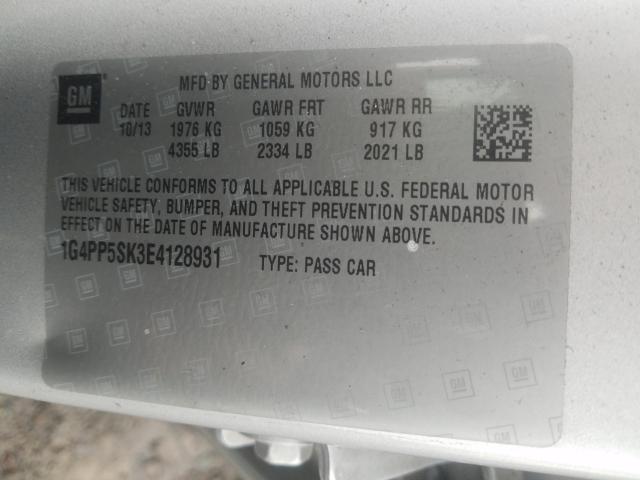 GM
MFD BY GENERAL MOTORS LLC
DATE GVWR GAWR FRT GAWR RR
10/13 1976 KG 1059 KG 917 KG
4355 LB 2334 LB 2021 LB
THIS VEHICLE CONFORMS TO ALL APPLICABLE U.S. FEDERAL MOTOR
VEHICLE SAFETY, BUMPER, AND THEFT PREVENTION STANDARDS IN
EFFECT ON THE DATE OF MANUFACTURE SHOWN ABOVE.
1G4PP5SK3E4128931 TYPE: PASS CAR